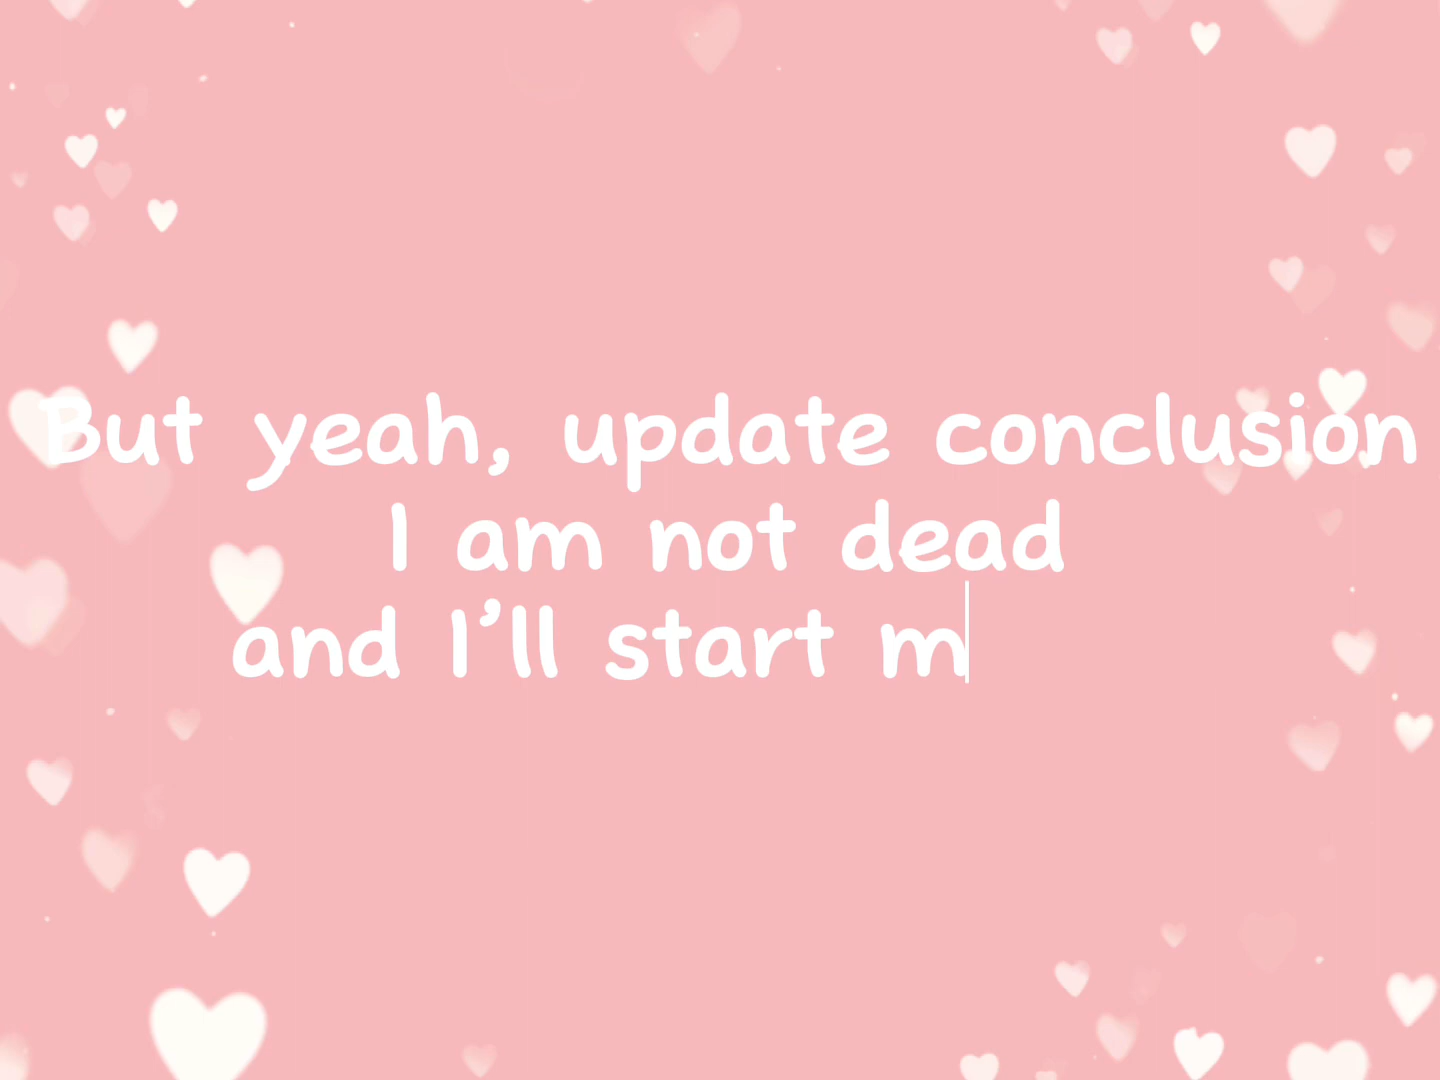 But yeah, update conclusion
I am not dead
and I’ll start m